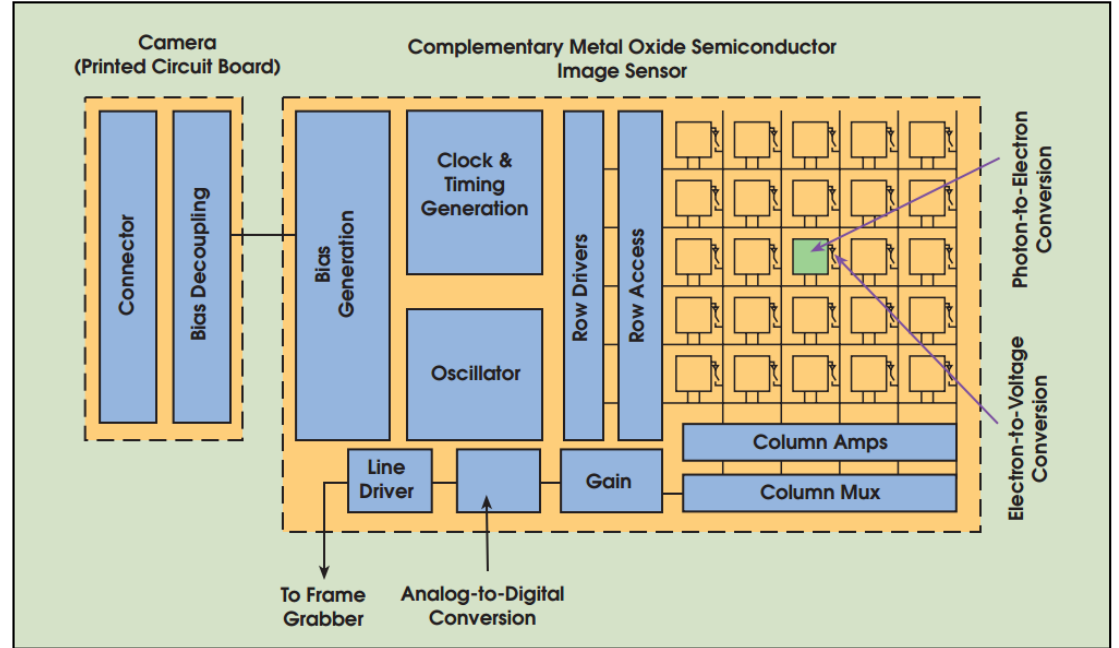 Camera
(Printed Circuit Board)
Complementary Metal Oxide Semiconductor
Image Sensor
Connector
Bias Decoupling
Bias
Generation
Clock &
Timing
Generation
Oscillator
Row Drivers
Row Access
Photon-to-Electron
Conversion
Electron-to-Voltage
Conversion
Column Amps
Column Mux
Gain
Line
Driver
To Frame
Grabber
Analog-to-Digital
Conversion